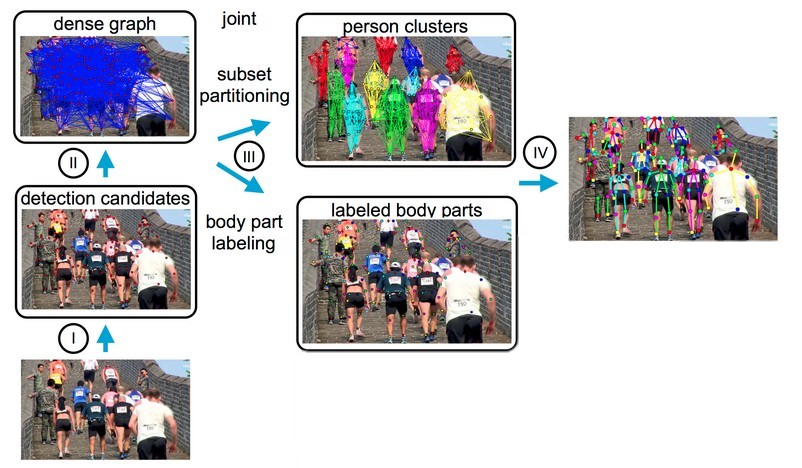 dense graph
joint
person clusters
subset
partitioning
II
III
IV
detection candidates
body part
labeling
labeled body parts
I